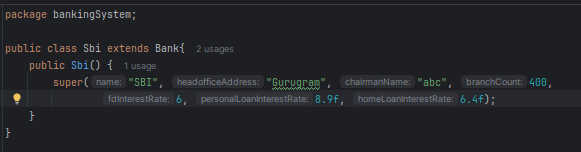 package bankingSystem;
public class Sbi extends Bank{ 2 usages
public Sbi() { 1 usage
super( name: "SBI", headofficeAddress: "Gurugram", chairmanName: "abc", branchCount: 400,
fdInterestRate: 6, personalLoanInterestRate: 8.9f, homeLoanInterestRate: 6.4f);
}
}